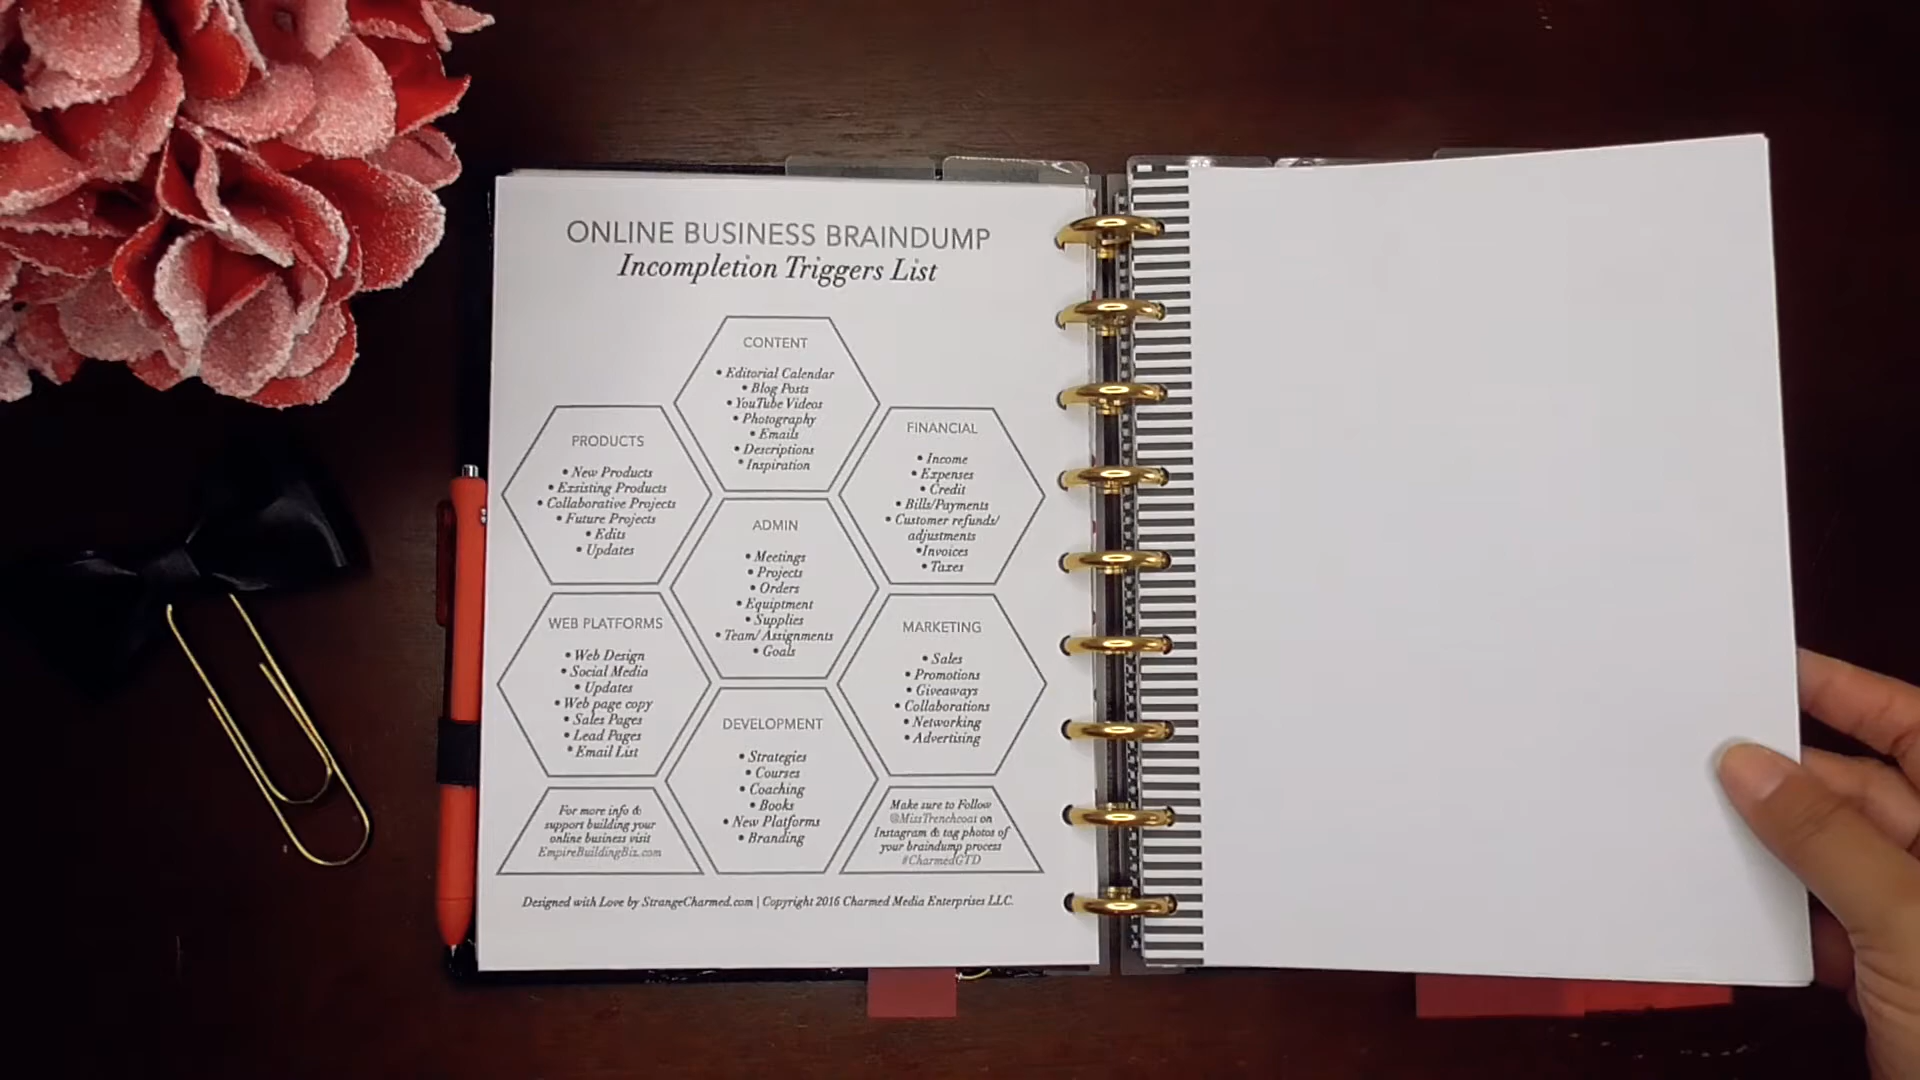 ONLINE BUSINESS BRAINDUMP
Incompletion Triggers List
CONTENT
• Editorial Calendar
• Blog Posts
• YouTube Videos
• Photography
• Emails
• Descriptions
• Inspiration
PRODUCTS
• New Products
• Exsisting Products
• Collaborative Projects
• Future Projects
• Edits
• Updates
FINANCIAL
• Income
• Expenses
• Credit
• Bills/Payments
• Customer refunds/
adjustments
•Invoices
• Taxes
ADMIN
• Meetings
• Projects
• Orders
• Equiptment
• Supplies
• Team/ Assignments
• Goals
WEB PLATFORMS
• Web Design
• Social Media
• Updates
• Web page copy
• Sales Pages
• Lead Pages
• Email List
MARKETING
• Sales
• Promotions
• Giveaways
• Collaborations
• Networking
• Advertising
DEVELOPMENT
• Strategies
• Courses
• Coaching
• Books
• New Platforms
• Branding
For more info &
support building your
online business visit
EmpireBuildingBiz.com
Make sure to Follow
@MissTrenchcoat on
Instagram & tag photos of
your braindump process
#CharmedGTD
Designed with Love by StrangeCharmed.com | Copyright 2016 Charmed Media Enterprises LLC.